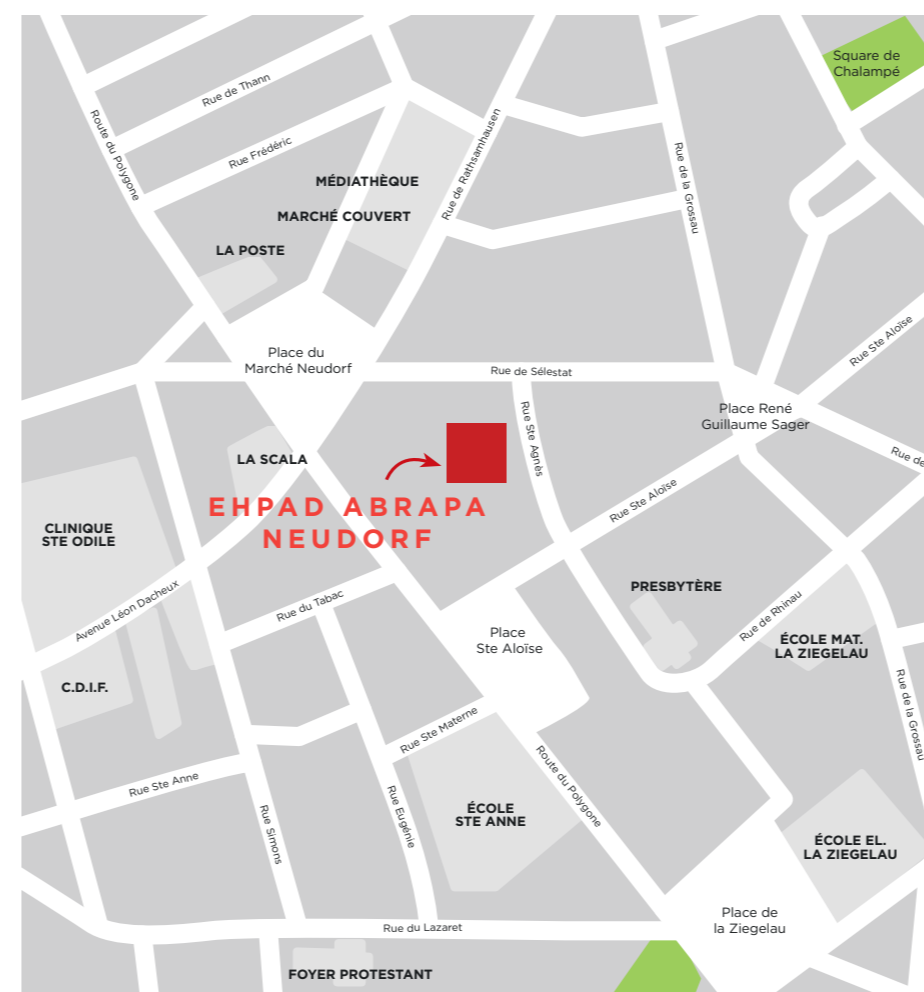 Square de
Chalampé
Rue de Thann
Route du Polygone
Rue Frédéric
Rue de Rathsamhausen
Rue de la Grossau
MÉDIATHÈQUE
MARCHÉ COUVERT
LA POSTE
Place du
Marché Neudorf
Rue de Sélestat
Rue Ste Aloïse
Place René
Guillaume Sager
Rue Ste Agnès
Rue de
LA SCALA
Rue Ste Aloïse
EHPAD ABRAPA
NEUDORF
CLINIQUE
STE ODILE
PRESBYTÈRE
Avenue Léon Dacheux
Rue du Tabac
Rue de Rhinau
Place
Ste Aloïse
ÉCOLE MAT.
LA ZIEGELAU
C.D.I.F.
Rue de la Grossau
Rue Ste Materne
Rue Ste Anne
Route du Polygone
Rue Simons
Rue Eugénie
ÉCOLE
STE ANNE
ÉCOLE EL.
LA ZIEGELAU
Rue du Lazaret
Place de
la Ziegelau
FOYER PROTESTANT